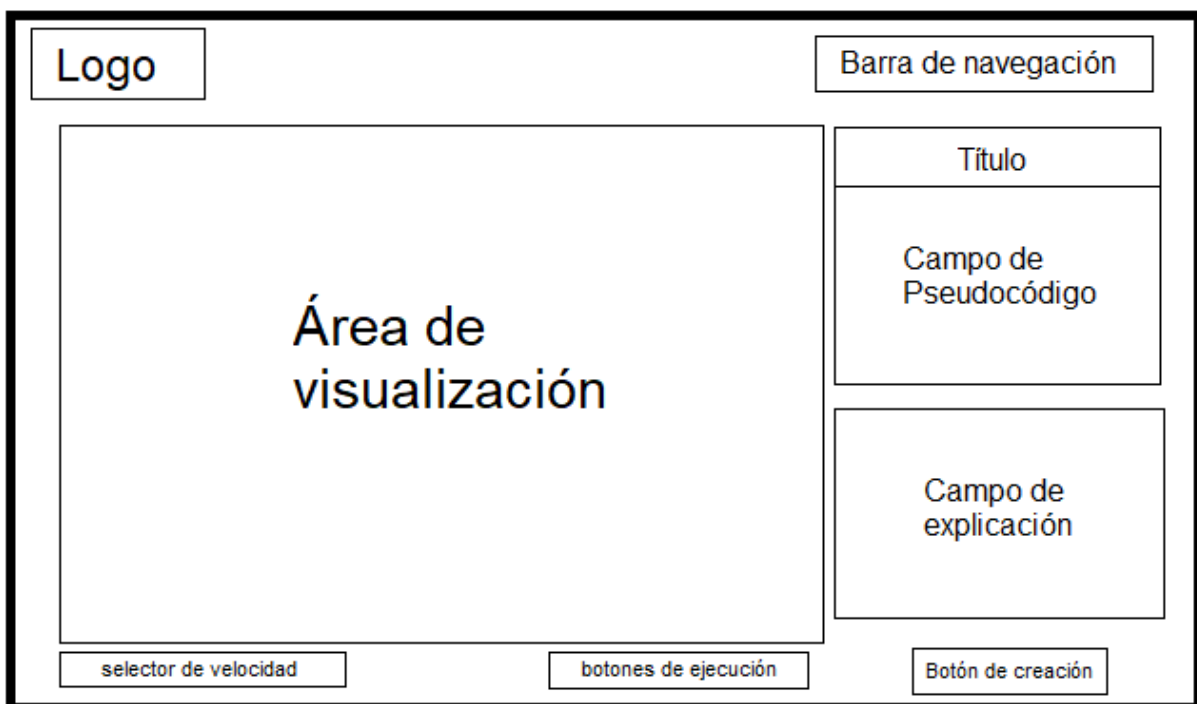 Logo
Barra de navegación
Título
Campo de
Pseudocódigo
Área de
visualización
Campo de
explicación
selector de velocidad
botones de ejecución
Botón de creación